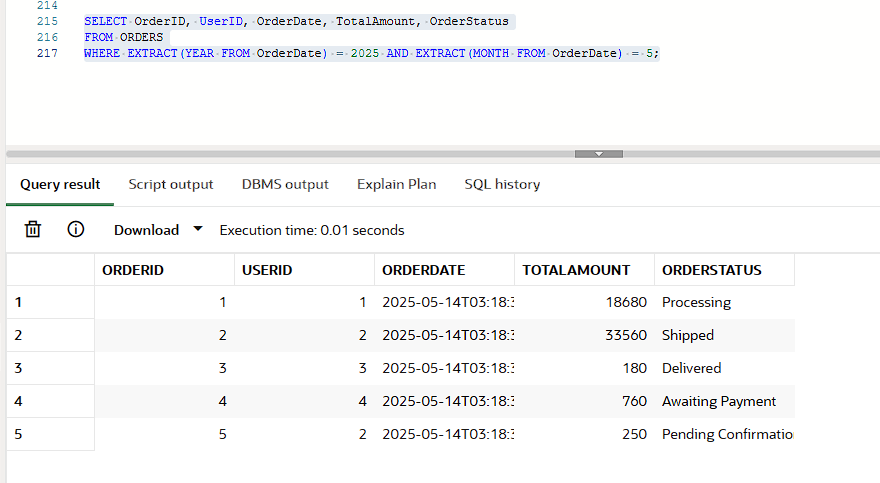 214
215 SELECT OrderID, UserID, OrderDate, TotalAmount, OrderStatus
216 FROM ORDERS
217 WHERE EXTRACT(YEAR FROM OrderDate) = 2025 AND EXTRACT(MONTH FROM OrderDate) = 5;
Query result Script output DBMS output Explain Plan SQL history
Download Execution time: 0.01 seconds
ORDERID USERID ORDERDATE TOTALAMOUNT ORDERSTATUS
1 1 1 2025-05-14T03:18:3 18680 Processing
2 2 2 2025-05-14T03:18:3 33560 Shipped
3 3 3 2025-05-14T03:18:3 180 Delivered
4 4 4 2025-05-14T03:18:3 760 Awaiting Payment
5 5 2 2025-05-14T03:18:3 250 Pending Confirmatio